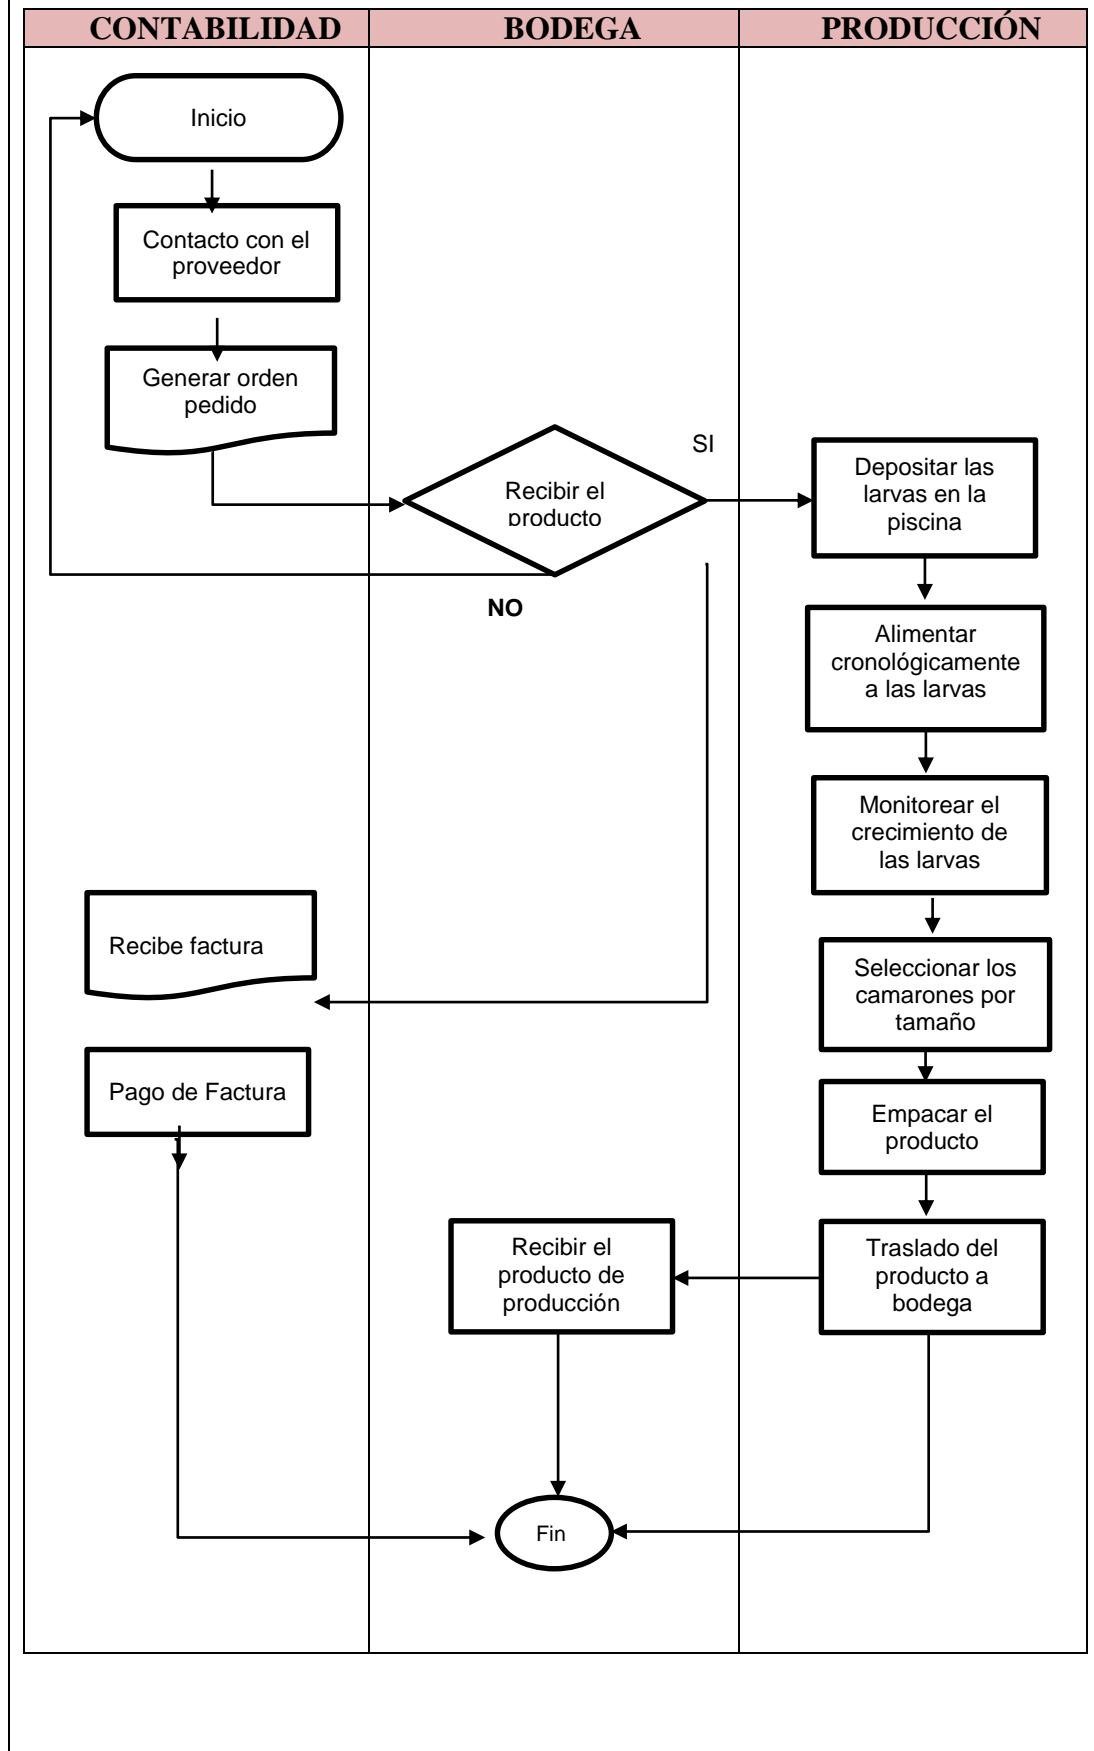 CONTABILIDAD
BODEGA
PRODUCCIÓN
Inicio
Contacto con el
proveedor
Generar orden
pedido
Recibir el
producto
SI
NO
Depositar las
larvas en la
piscina
Alimentar
cronológicamente
a las larvas
Monitorear el
crecimiento de
las larvas
Recibe factura
Seleccionar los
camarones por
tamaño
Pago de Factura
Empacar el
producto
Recibir el
producto de
producción
Traslado del
producto a
bodega
Fin